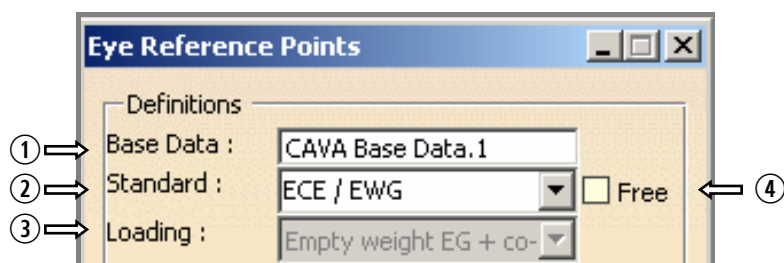 Eye Reference Points
Definitions
① Base Data : CAVA Base Data.1
② Standard : ECE / EWG Free ④
③ Loading : Empty weight EG + co-